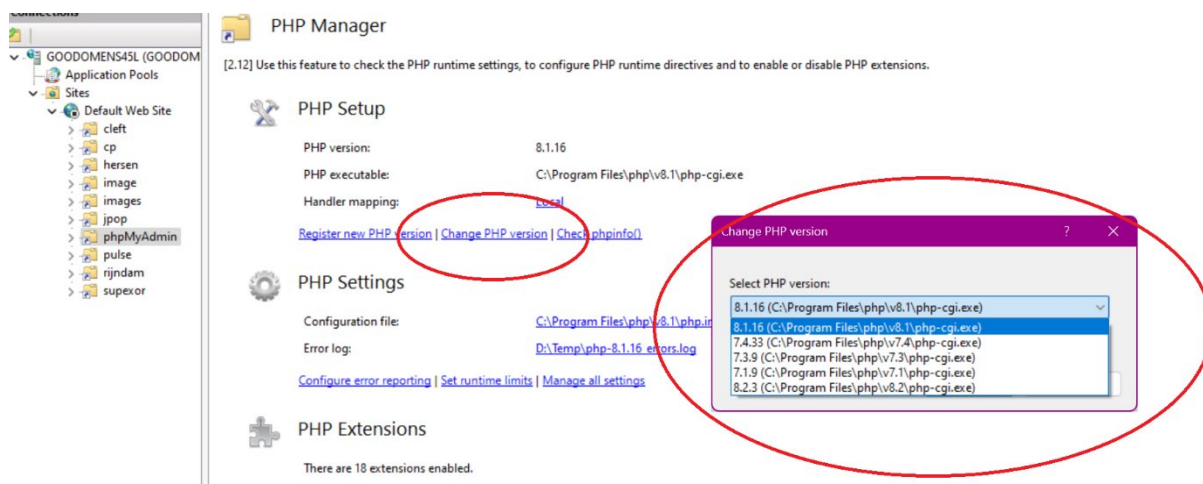 Connections
GOODOMENS45L (GOODOM
Application Pools
Sites
Default Web Site
cleft
cp
hersen
image
images
jpop
phpMyAdmin
pulse
rijndam
supexor
PHP Manager
[2.12] Use this feature to check the PHP runtime settings, to configure PHP runtime directives and to enable or disable PHP extensions.
PHP Setup
PHP version: 8.1.16
PHP executable: C:\Program Files\php\v8.1\php-cgi.exe
Handler mapping: Local
Register new PHP version | Change PHP version | Check phpinfo()
PHP Settings
Configuration file: C:\Program Files\php\v8.1\php.in
Error log: D:\Temp\php-8.1.16_errors.log
Configure error reporting | Set runtime limits | Manage all settings
PHP Extensions
There are 18 extensions enabled.
Change PHP version ? X
Select PHP version:
8.1.16 (C:\Program Files\php\v8.1\php-cgi.exe)
8.1.16 (C:\Program Files\php\v8.1\php-cgi.exe)
7.4.33 (C:\Program Files\php\v7.4\php-cgi.exe)
7.3.9 (C:\Program Files\php\v7.3\php-cgi.exe)
7.1.9 (C:\Program Files\php\v7.1\php-cgi.exe)
8.2.3 (C:\Program Files\php\v8.2\php-cgi.exe)